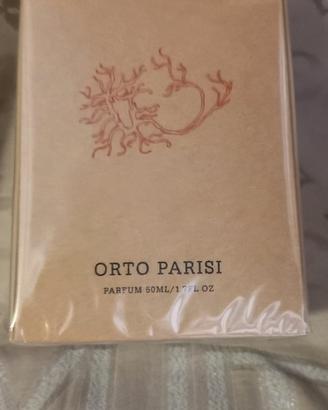 ORTO PARISI
PARFUM 50ML/1.7FL OZ